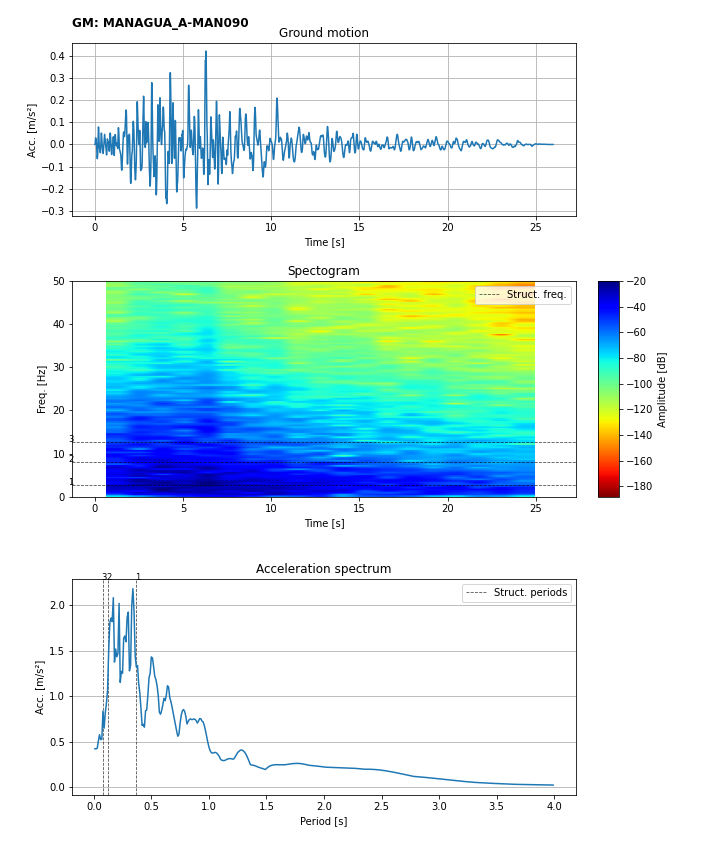 GM: MANAGUA_A-MAN090
Ground motion
0.4
0.3
0.2
0.1
0.0
−0.1
−0.2
−0.3
Acc. [m/s²]
0 5 10 15 20 25
Time [s]
Spectogram
50
40
30
20
10
0
Freq. [Hz]
Struct. freq.
3
2
1
0 5 10 15 20 25
Time [s]
−20
−40
−60
−80
−100
−120
−140
−160
−180
Amplitude [dB]
Acceleration spectrum
32 1
Struct. periods
2.0
1.5
1.0
0.5
0.0
Acc. [m/s²]
0.0 0.5 1.0 1.5 2.0 2.5 3.0 3.5 4.0
Period [s]